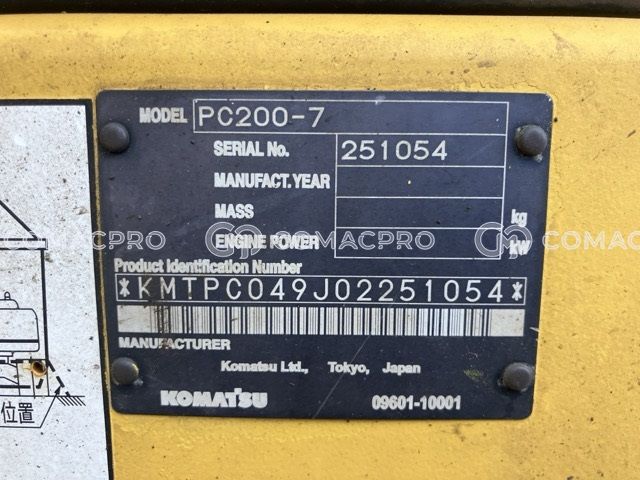 MODEL PC200-7
SERIAL No. 251054
MANUFACT.YEAR
MASS kg
ENGINE POWER kW
COMACPRO COMACPRO COMACPRO
Product Identification Number
*KMTPC049J02251054*
MANUFACTURER
Komatsu Ltd., Tokyo, Japan
KOMATSU 09601-10001
位置